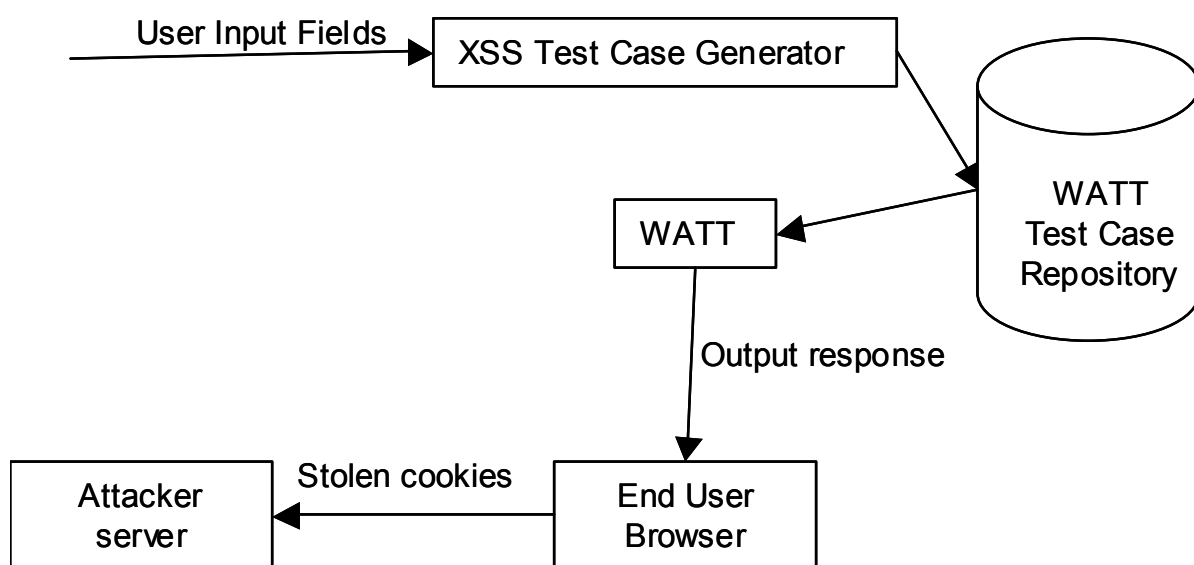 User Input Fields
XSS Test Case Generator
WATT
Test Case
Repository
WATT
Output response
Stolen cookies
Attacker
server
End User
Browser